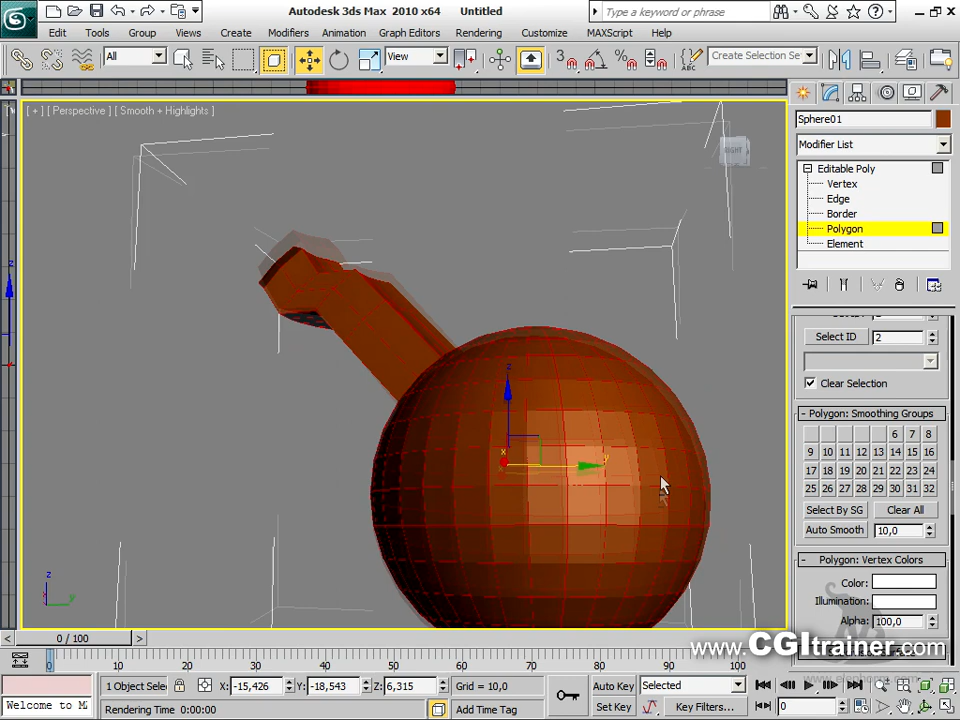 Autodesk 3ds Max 2010 x64 Untitled
Type a keyword or phrase
Edit Tools Group Views Create Modifiers Animation Graph Editors Rendering Customize MAXScript Help
All View Create Selection Se
[ + ] [ Perspective ] [ Smooth + Highlights ]
RIGHT
Sphere01
Modifier List
Editable Poly
Vertex
Edge
Border
Polygon
Element
Select ID 2
Clear Selection
Polygon: Smoothing Groups
6 7 8
9 10 11 12 13 14 15 16
17 18 19 20 21 22 23 24
25 26 27 28 29 30 31 32
Select By SG Clear All
Auto Smooth 10,0
Polygon: Vertex Colors
Color:
Illumination:
Alpha: 100,0
z
y
x
z
y
z
www.CGItrainer.com
< 0 / 100 >
0 10 20 30 40 50 60 70 80 90 100
1 Object Selec X: -15,426 Y: -18,543 Z: 6,315 Grid = 10,0 Auto Key Selected
Welcome to MA Rendering Time 0:00:00 Add Time Tag Set Key Key Filters... 0